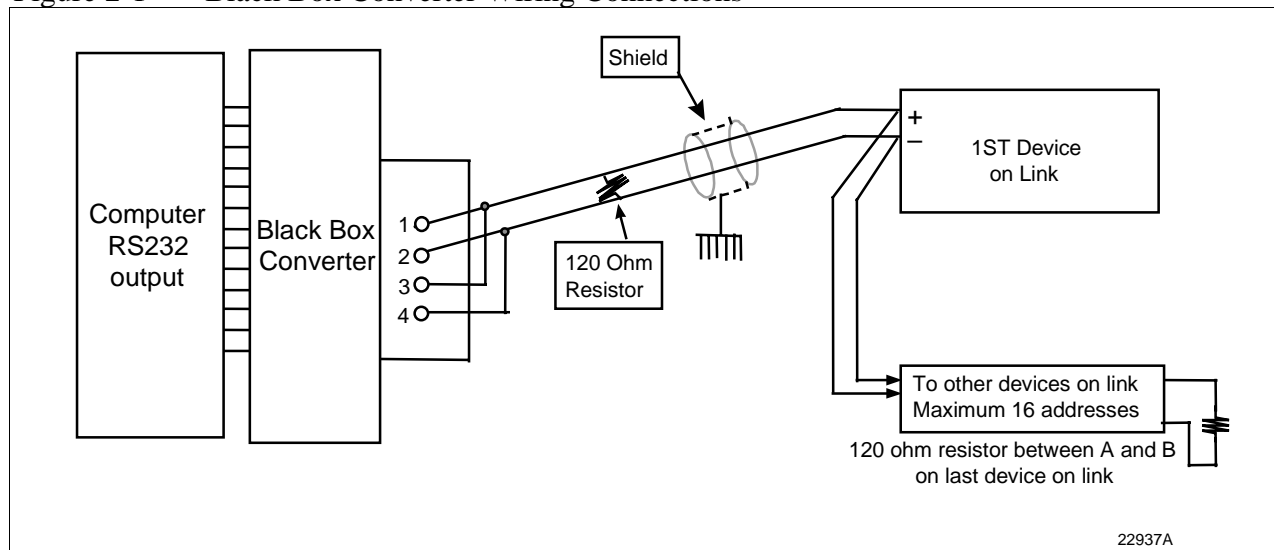 Figure 2-1 Black Box Converter Wiring Connections
Shield
+
–
1ST Device
on Link
Computer
RS232
output
Black Box
Converter
1
2
3
4
120 Ohm
Resistor
To other devices on link
Maximum 16 addresses
120 ohm resistor between A and B
on last device on link
22937A